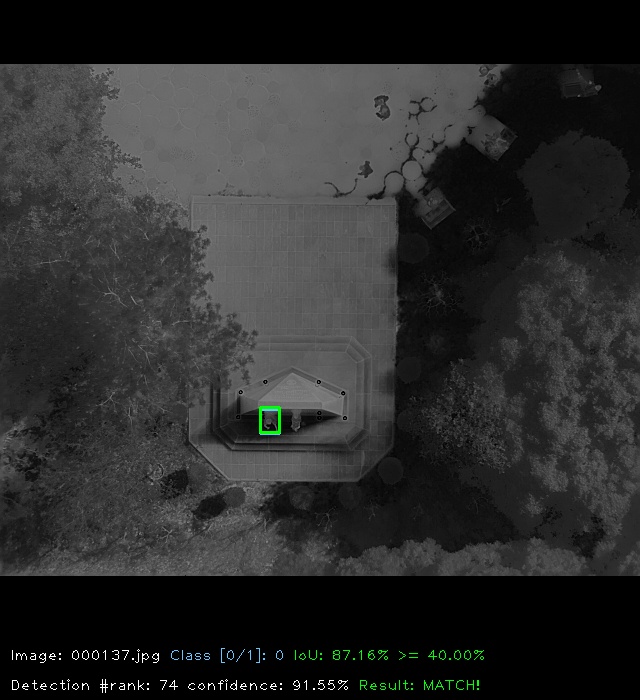 Image: 000137.jpg Class [0/1]: 0 IoU: 87.16% >= 40.00%
Detection #rank: 74 confidence: 91.55% Result: MATCH!